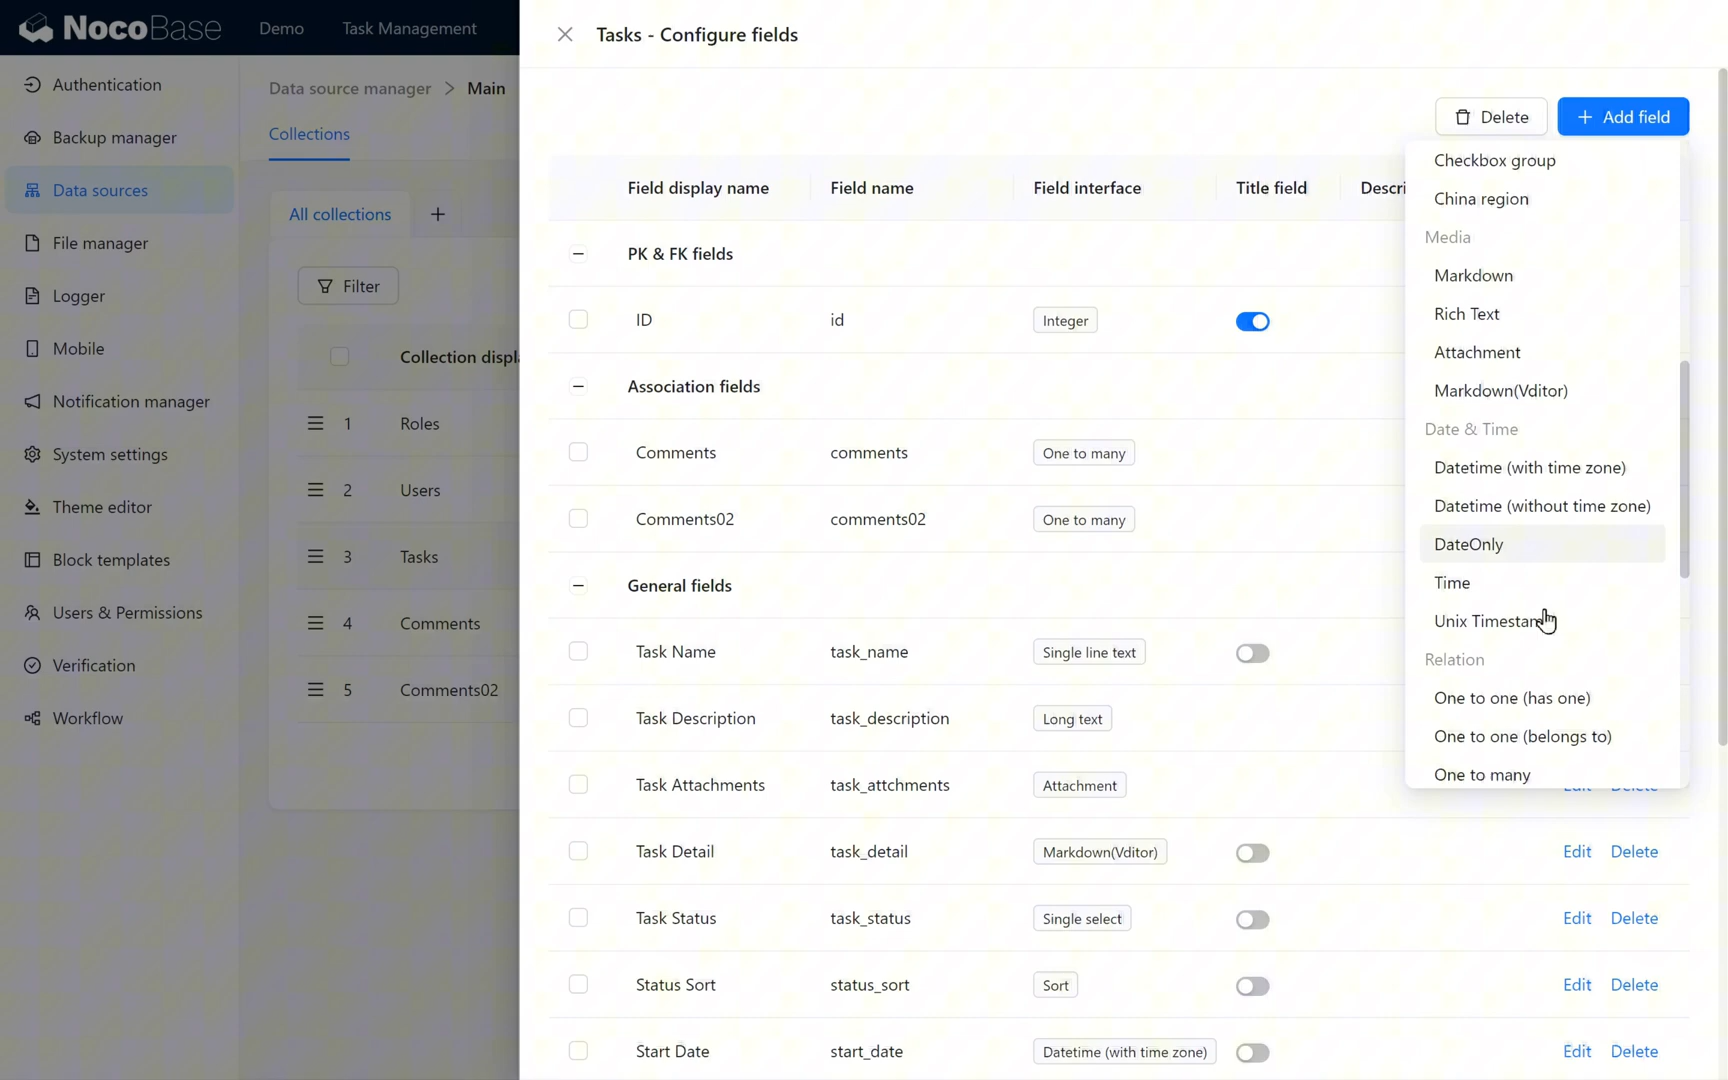 NocoBase
Demo
Task Management
Authentication
Backup manager
Data sources
File manager
Logger
Mobile
Notification manager
System settings
Theme editor
Block templates
Users & Permissions
Verification
Workflow
Data source manager > Main
Collections
All collections
Filter
Collection displ
1 Roles
2 Users
3 Tasks
4 Comments
5 Comments02
Tasks - Configure fields
Delete
+ Add field
Field display name Field name Field interface Title field Descri
PK & FK fields
ID id Integer
Association fields
Comments comments One to many
Comments02 comments02 One to many
General fields
Task Name task_name Single line text
Task Description task_description Long text
Task Attachments task_attchments Attachment Edit Delete
Task Detail task_detail Markdown(Vditor) Edit Delete
Task Status task_status Single select Edit Delete
Status Sort status_sort Sort Edit Delete
Start Date start_date Datetime (with time zone) Edit Delete
Checkbox group
China region
Media
Markdown
Rich Text
Attachment
Markdown(Vditor)
Date & Time
Datetime (with time zone)
Datetime (without time zone)
DateOnly
Time
Unix Timestam
Relation
One to one (has one)
One to one (belongs to)
One to many